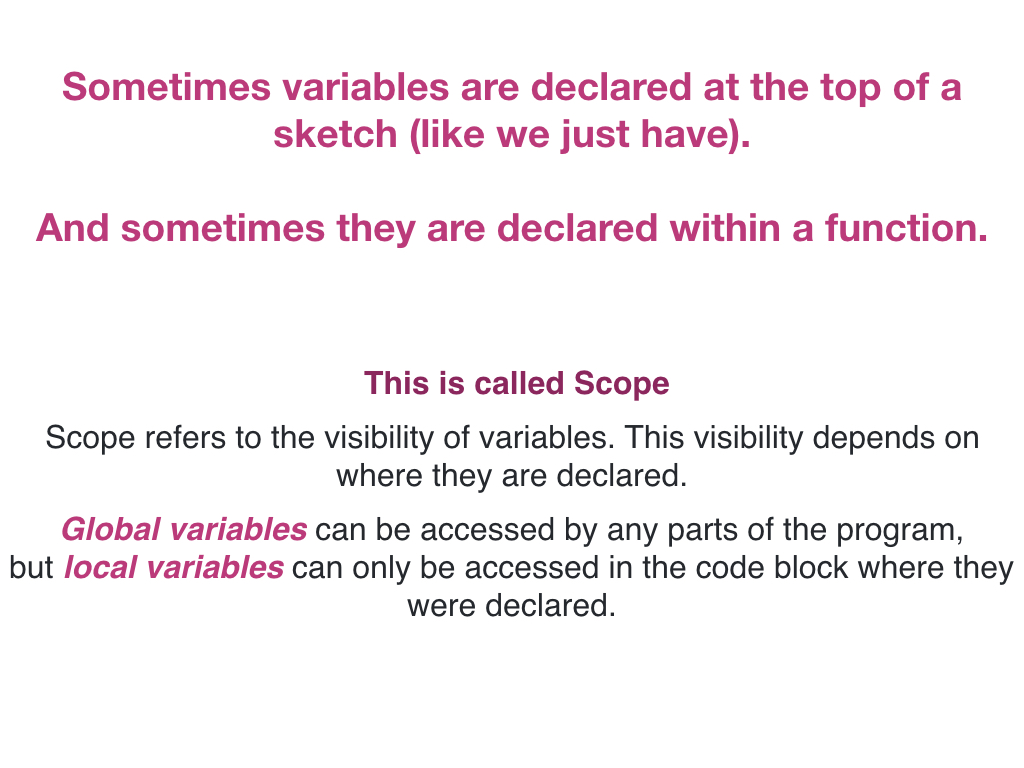 Sometimes variables are declared at the top of a
sketch (like we just have).
And sometimes they are declared within a function.
This is called Scope
Scope refers to the visibility of variables. This visibility depends on
where they are declared.
Global variables can be accessed by any parts of the program,
but local variables can only be accessed in the code block where they
were declared.